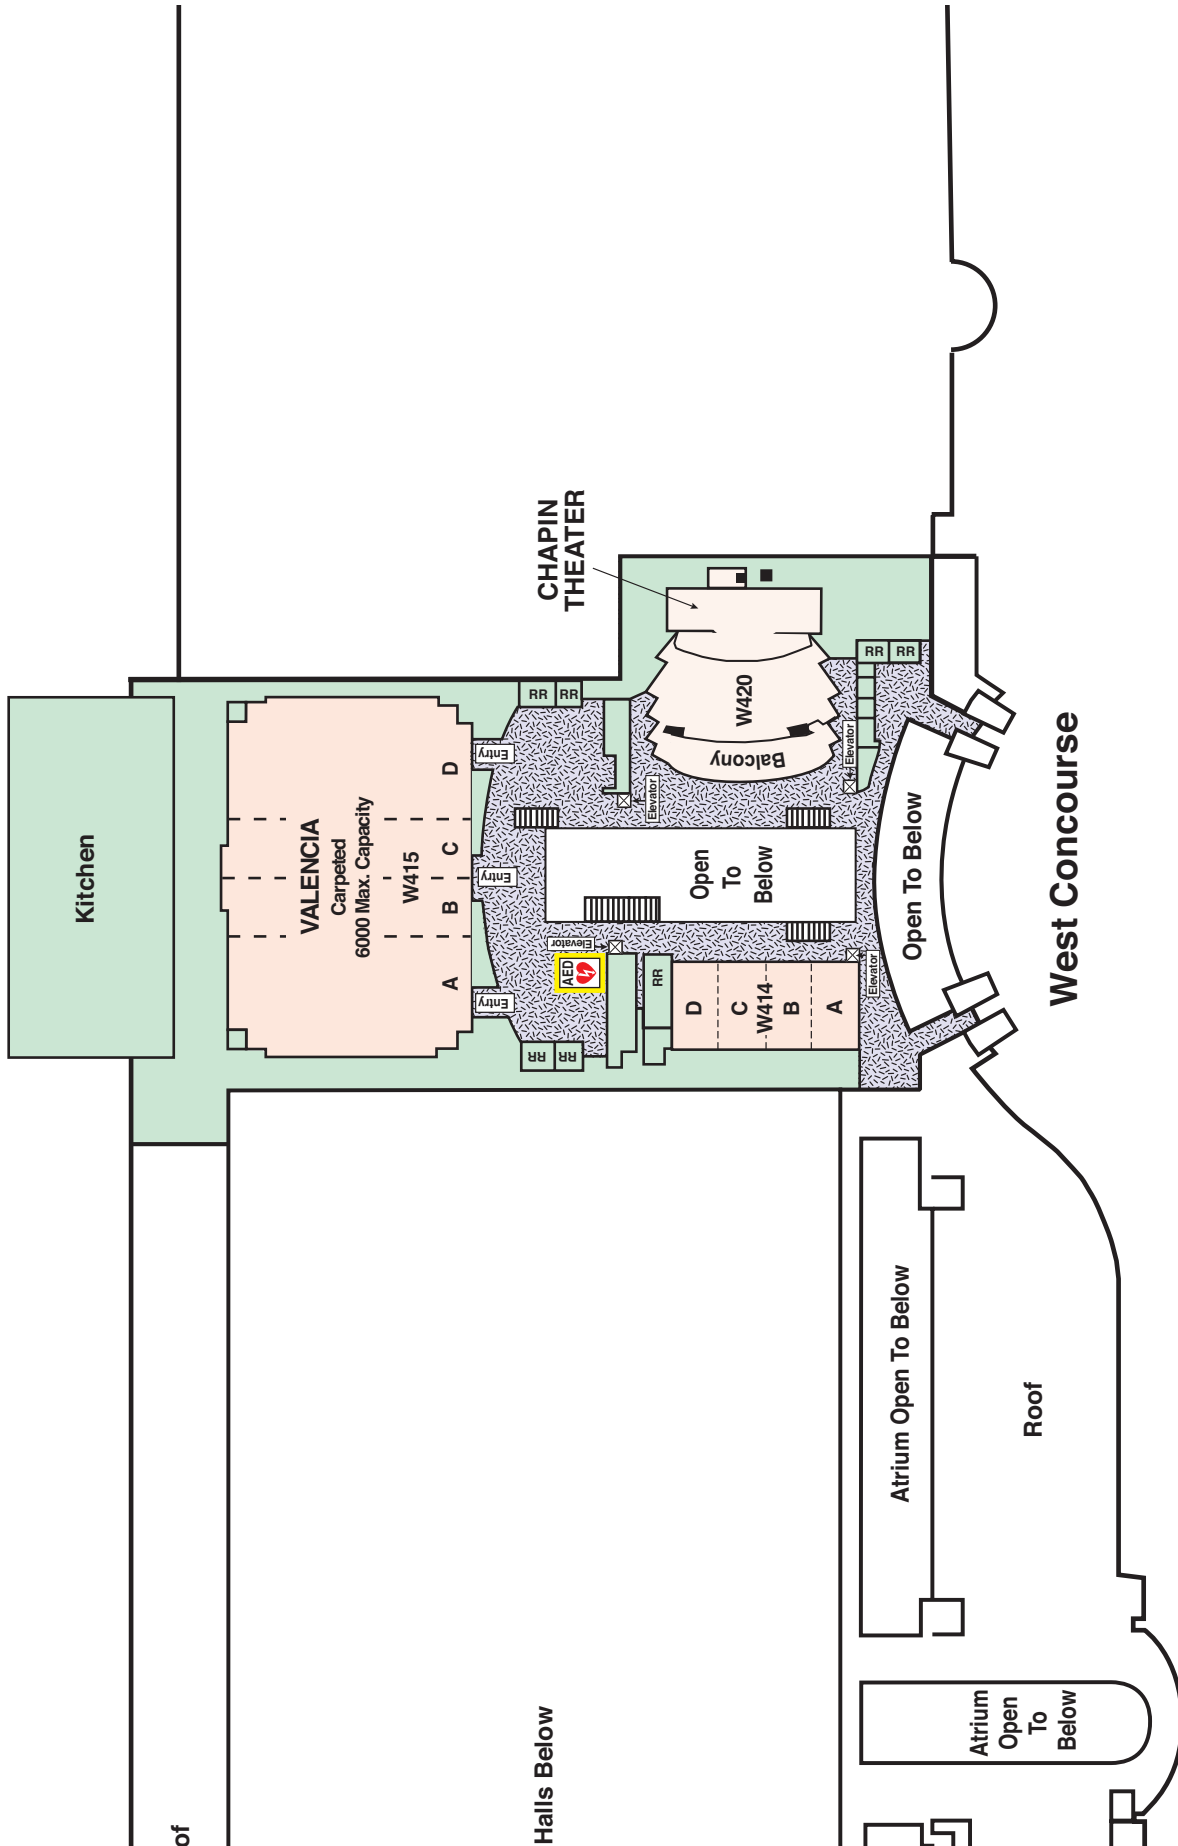 Kitchen
VALENCIA
Carpeted
6000 Max. Capacity
W415
A
B
C
D
Entry
Entry
Entry
RR
RR
RR
RR
CHAPIN
THEATER
W420
Balcony
RR
RR
Elevator
Elevator
Elevator
Elevator
AED
RR
D
C
W414
B
A
Open
To
Below
Open To Below
West Concourse
Atrium Open To Below
Roof
Atrium
Open
To
Below
Halls Below
of